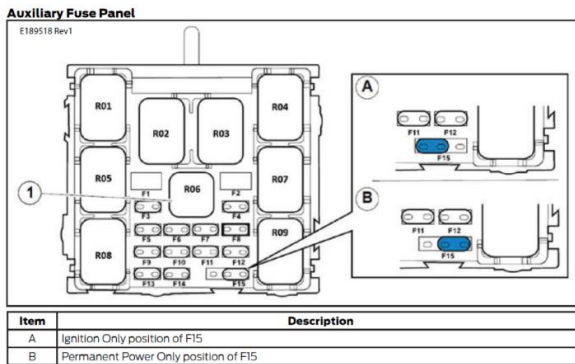 Auxiliary Fuse Panel
E189518 Rev1
A
R01
R04
R02
R03
F11
F12
F15
R05
R06
R07
1
F1
F2
F3
F4
B
F5
F6
F7
F8
R08
R09
F11
F12
F9
F10
F11
F12
F15
F13
F14
F15
Item Description
A Ignition Only position of F15
B Permanent Power Only position of F15